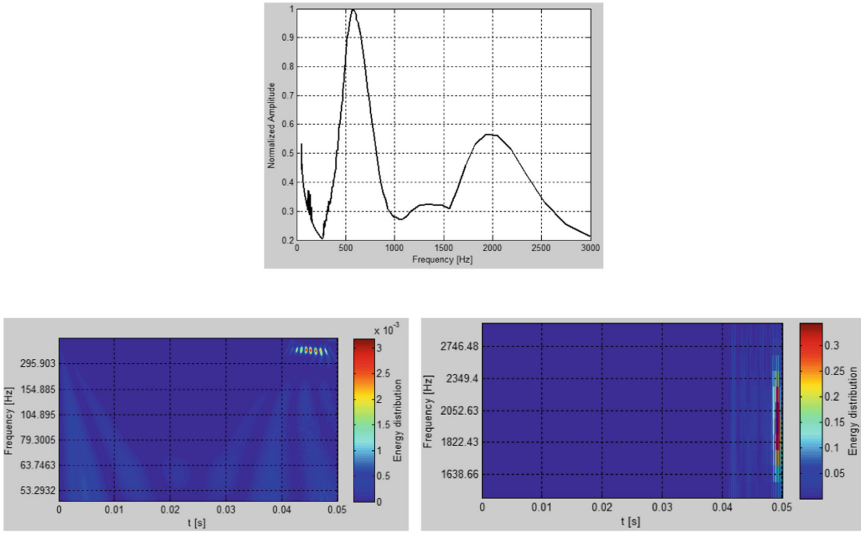 1
0.9
0.8
0.7
0.6
0.5
0.4
0.3
0.2
Normalized Amplitude
0 500 1000 1500 2000 2500 3000
Frequency [Hz]
x 10⁻³
295.903
154.885
104.895
79.3005
63.7463
53.2932
Frequency [Hz]
0 0.01 0.02 0.03 0.04 0.05
t [s]
3
2.5
2
1.5
1
0.5
0
Energy distribution
2746.48
2349.4
2052.63
1822.43
1638.66
Frequency [Hz]
0 0.01 0.02 0.03 0.04 0.05
t [s]
0.3
0.25
0.2
0.15
0.1
0.05
Energy distribution